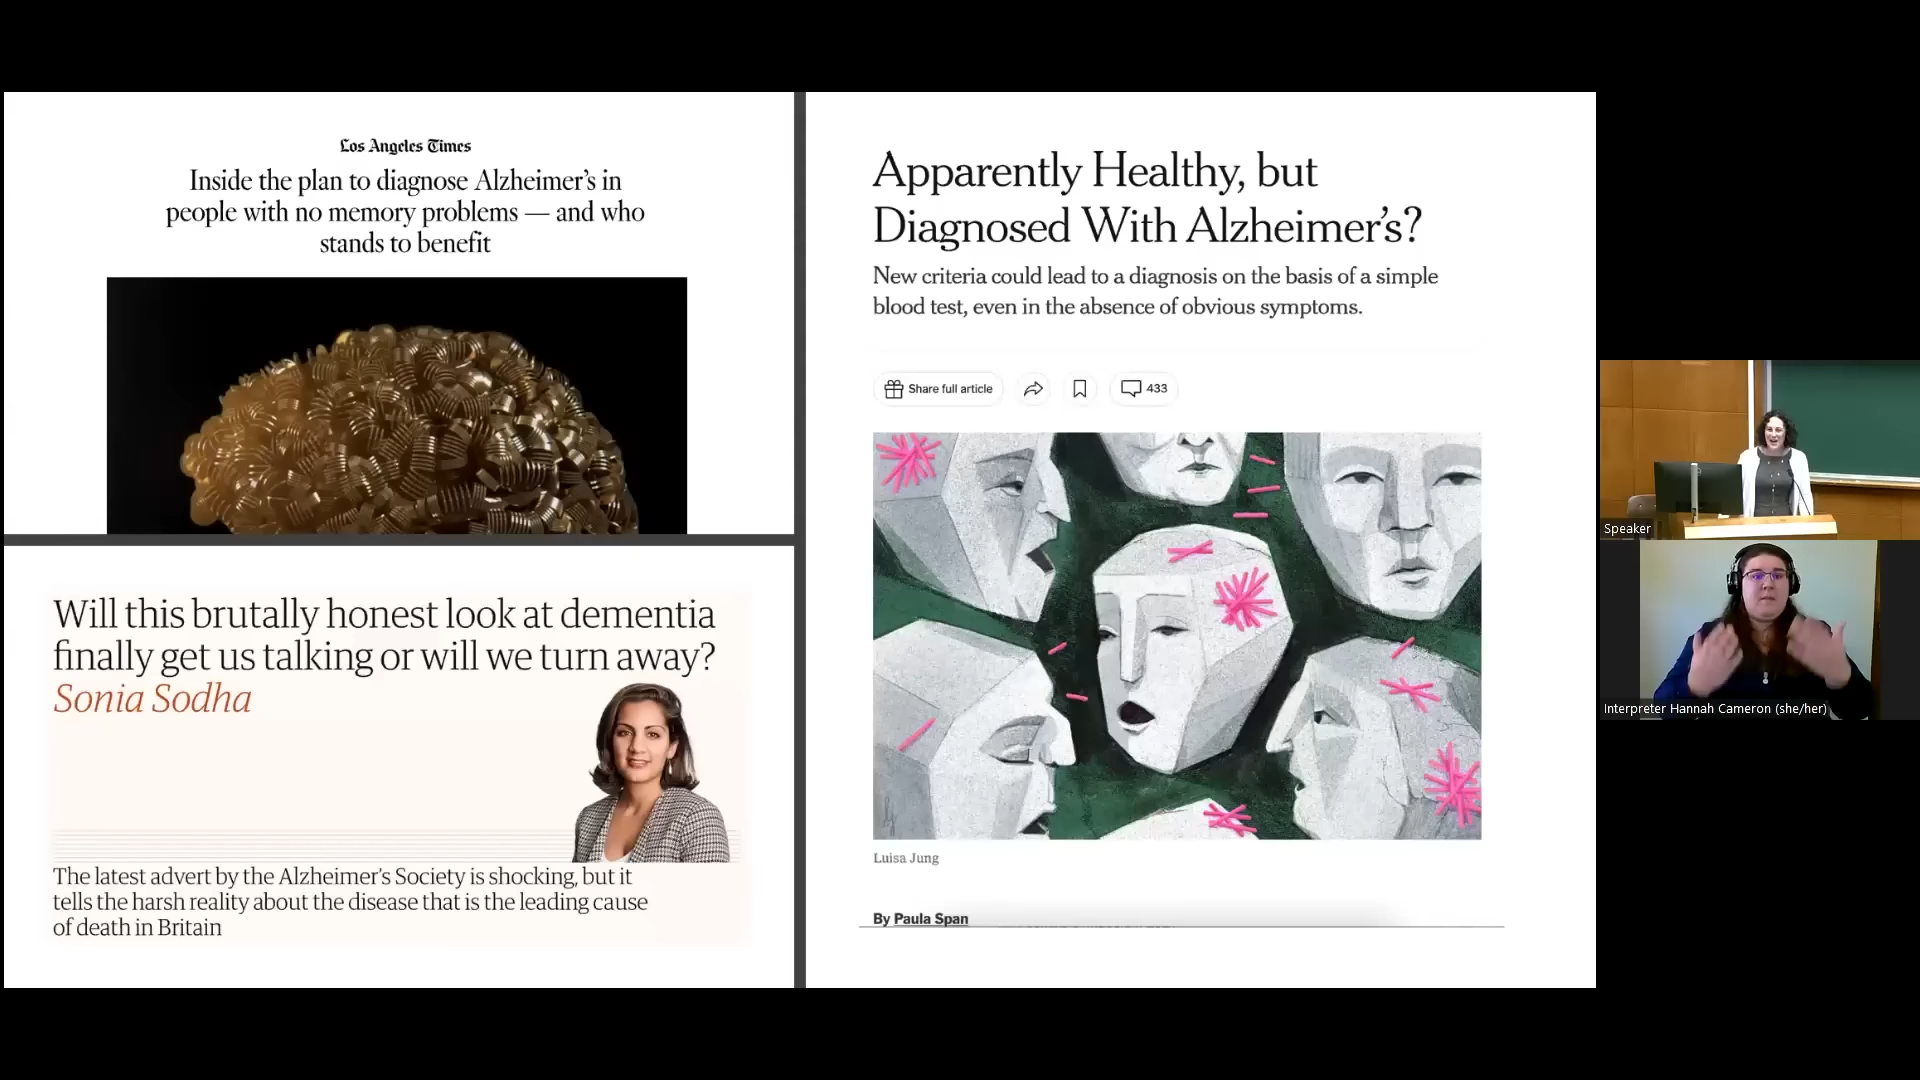 Los Angeles Times
Inside the plan to diagnose Alzheimer's in
people with no memory problems — and who
stands to benefit
Will this brutally honest look at dementia
finally get us talking or will we turn away?
Sonia Sodha
The latest advert by the Alzheimer's Society is shocking, but it
tells the harsh reality about the disease that is the leading cause
of death in Britain
Apparently Healthy, but
Diagnosed With Alzheimer's?
New criteria could lead to a diagnosis on the basis of a simple
blood test, even in the absence of obvious symptoms.
Share full article
433
Luisa Jung
By Paula Span
Speaker
Interpreter Hannah Cameron (she/her)